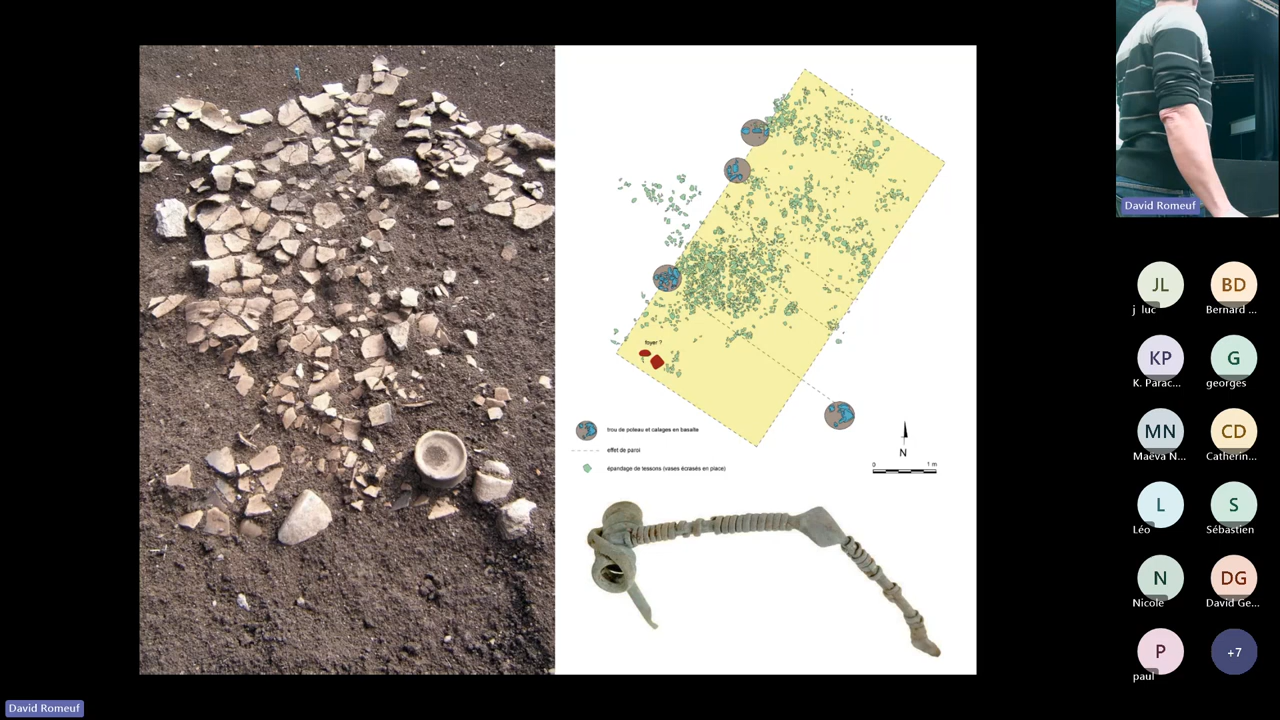 foyer ?
trou de poteau et calages en basalte
effet de paroi
épandage de tessons (vases écrasés en place)
N
0 1 m
David Romeuf
JL BD
j luc Bernard ...
KP G
K. Parac... georges
MN CD
Maëva N... Catherin...
L S
Léo Sébastien
N DG
Nicole David Ge...
P +7
paul
David Romeuf